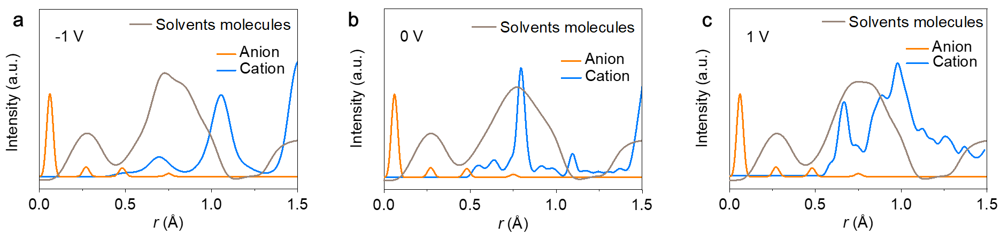 a
-1 V
Solvents molecules
Anion
Cation
Intensity (a.u.)
0.0 0.5 1.0 1.5
r (Å)
b
0 V
Solvents molecules
Anion
Cation
Intensity (a.u.)
0.0 0.5 1.0 1.5
r (Å)
c
1 V
Solvents molecules
Anion
Cation
Intensity (a.u.)
0.0 0.5 1.0 1.5
r (Å)